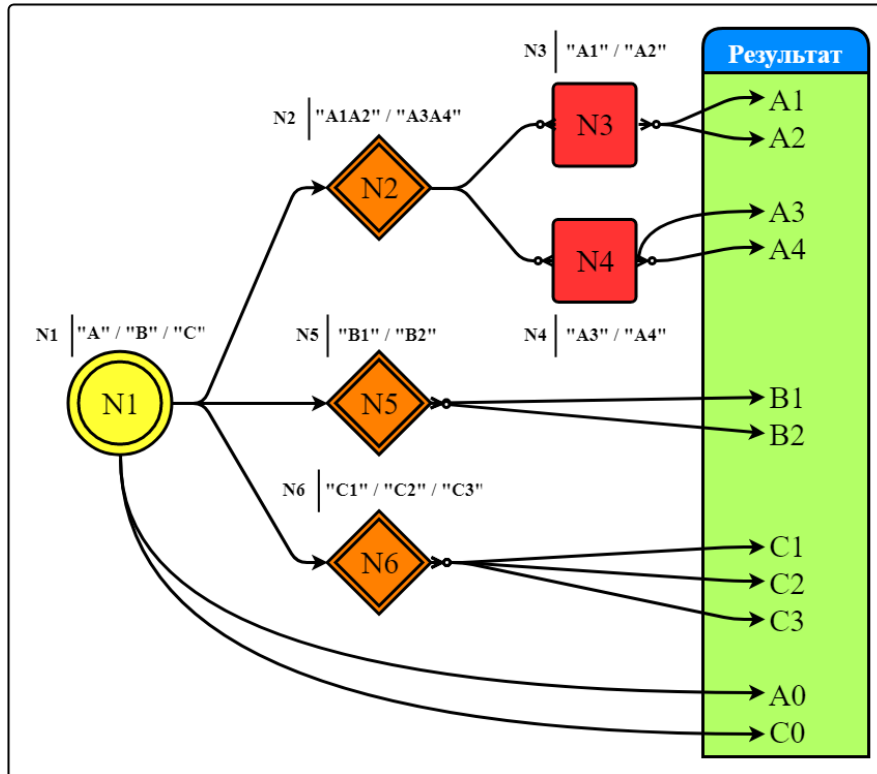 N3 "A1" / "A2"
Результат
N3
A1
A2
N2 "A1A2" / "A3A4"
N2
A3
N4
A4
N1 "A" / "B" / "C"
N5 "B1" / "B2"
N4 "A3" / "A4"
N1
N5
B1
B2
N6 "C1" / "C2" / "C3"
N6
C1
C2
C3
A0
C0